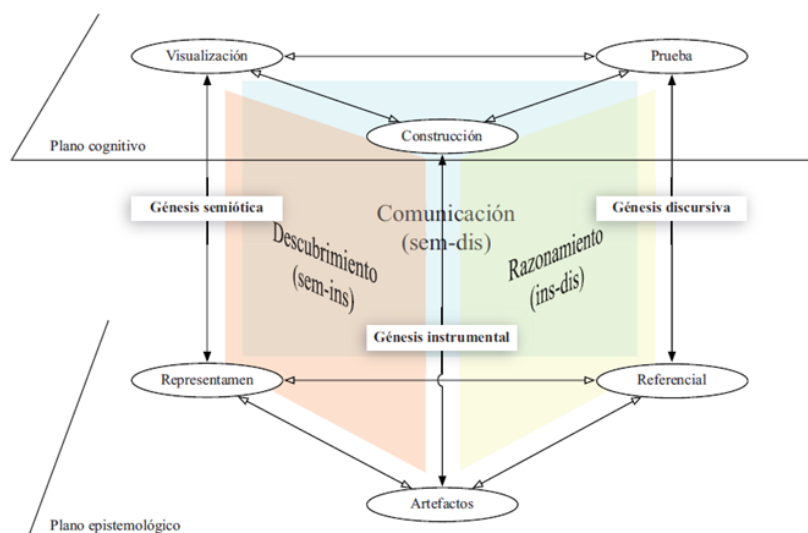 Visualización
Prueba
Construcción
Plano cognitivo
Génesis semiótica
Génesis discursiva
Comunicación
(sem-dis)
Descubrimiento
(sem-ins)
Razonamiento
(ins-dis)
Génesis instrumental
Representamen
Referencial
Artefactos
Plano epistemológico